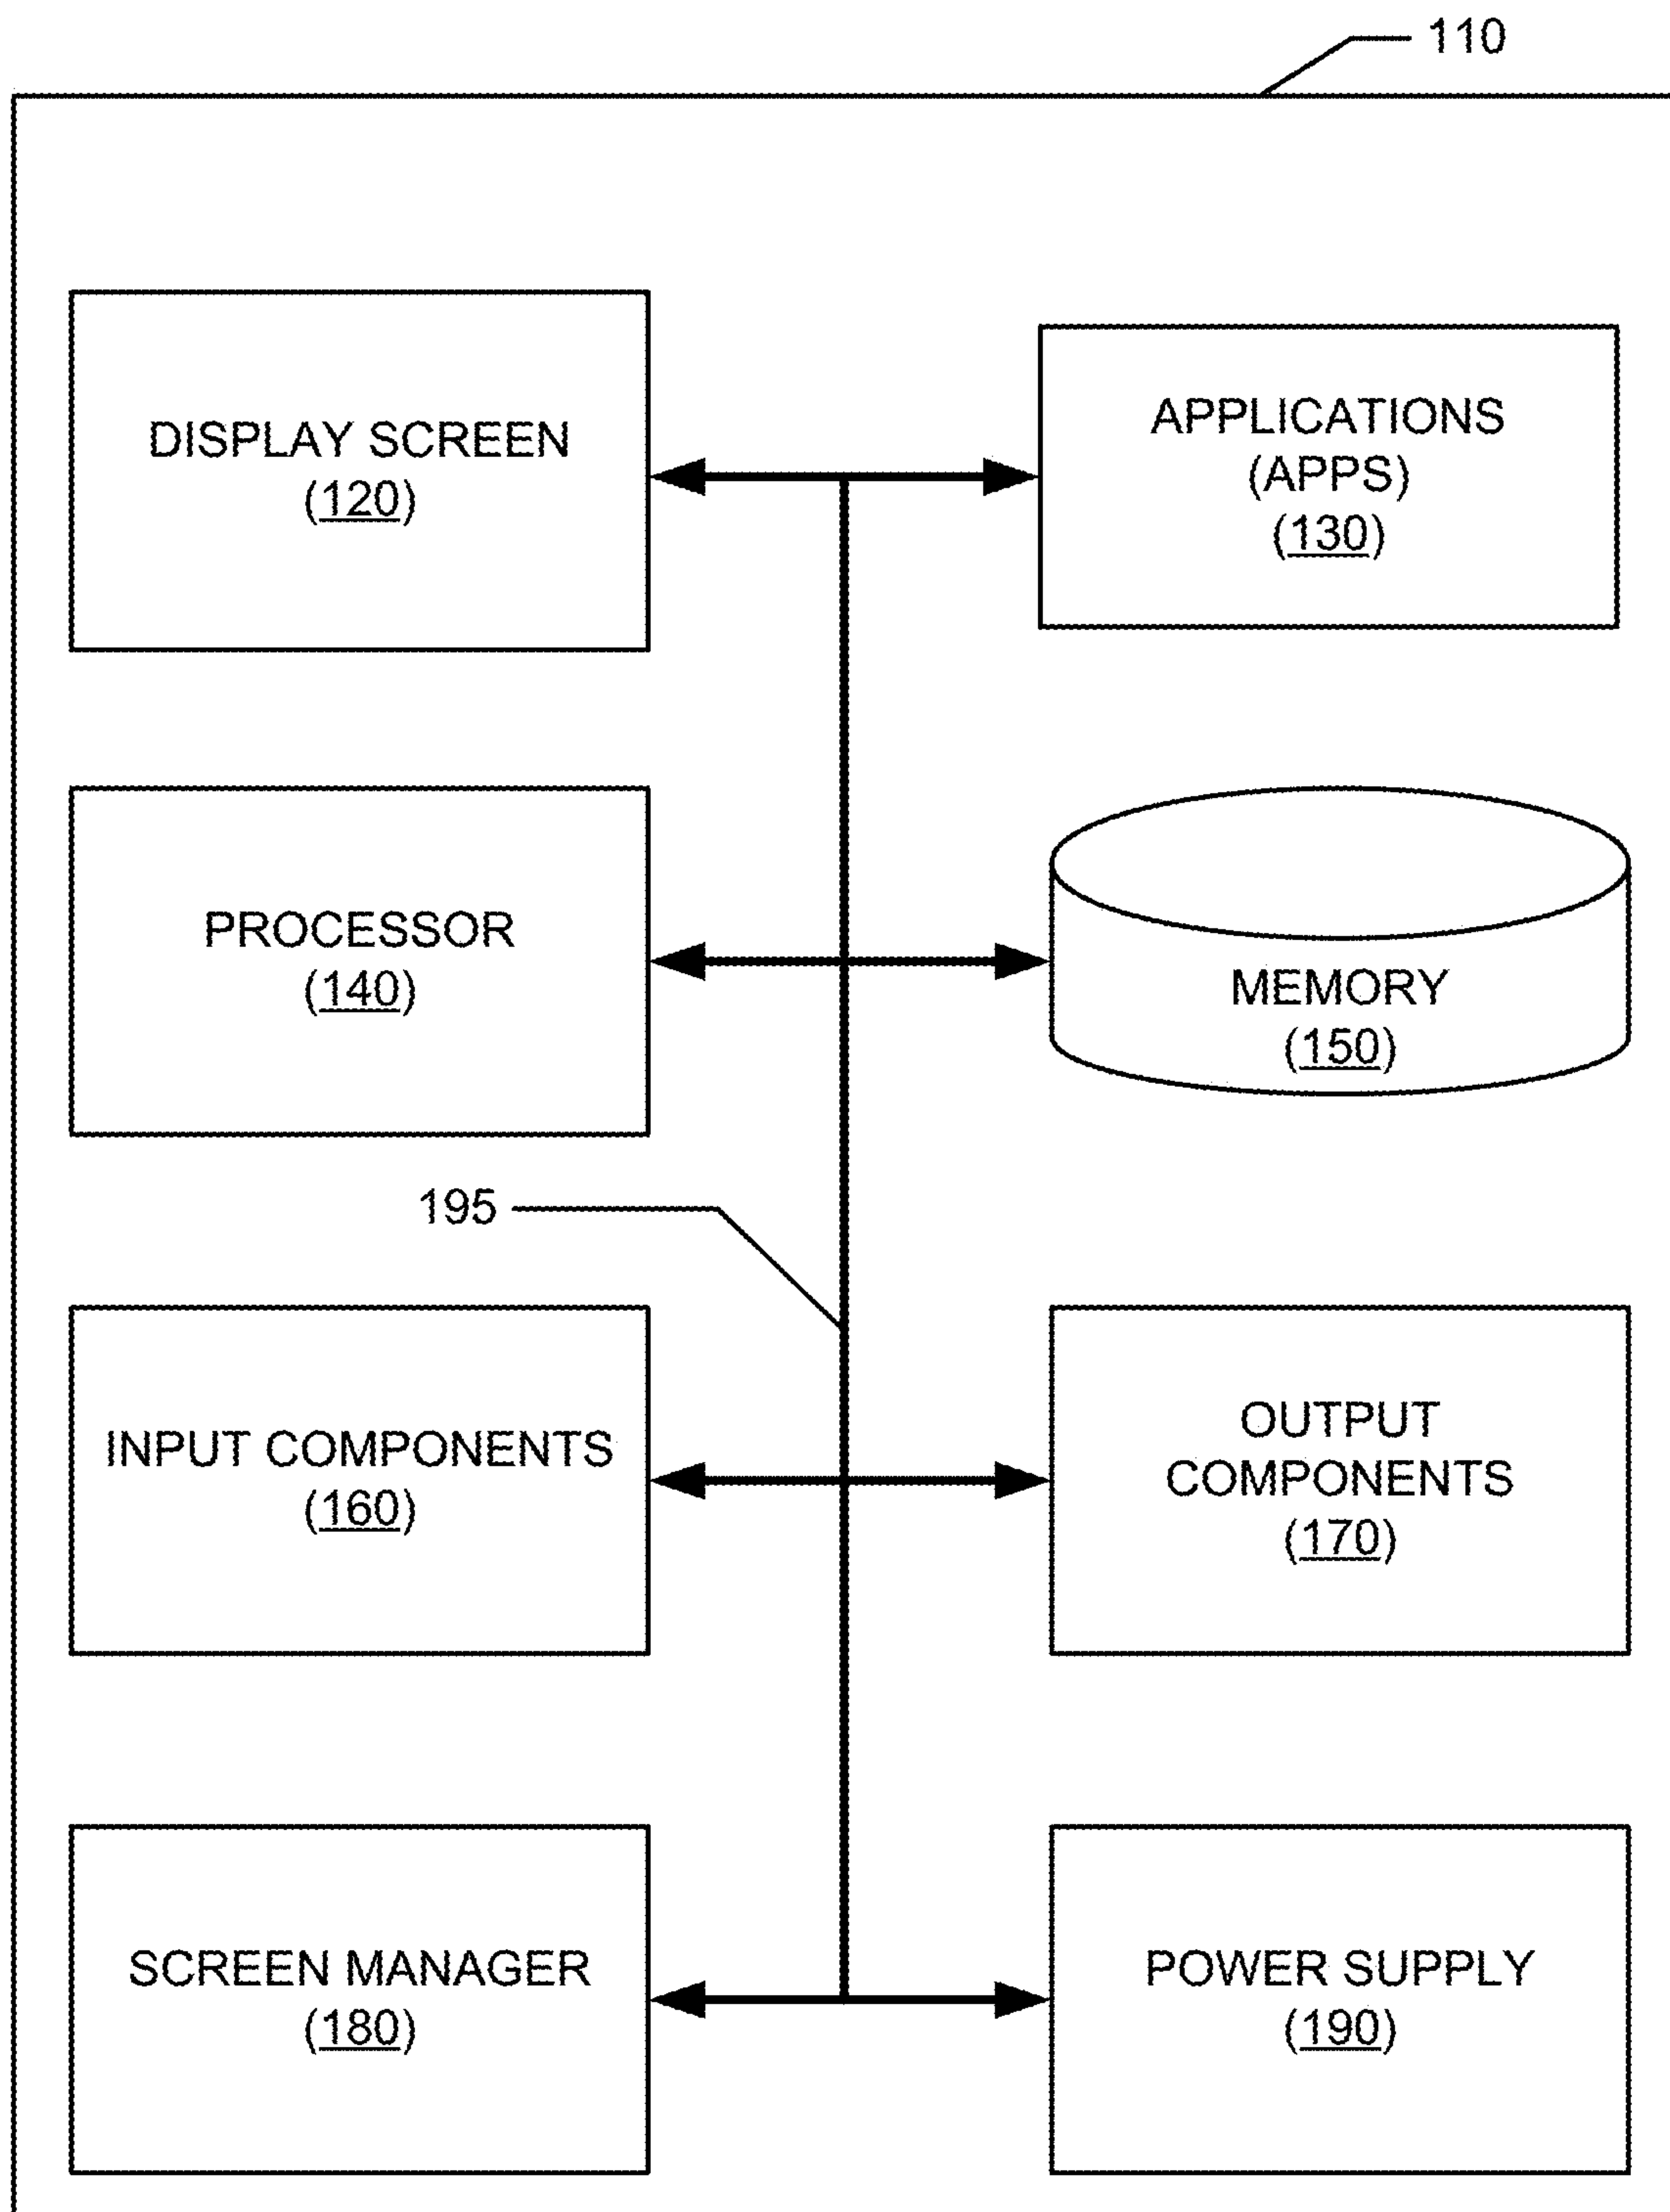 110
DISPLAY SCREEN
(120)
APPLICATIONS
(APPS)
(130)
PROCESSOR
(140)
MEMORY
(150)
195
INPUT COMPONENTS
(160)
OUTPUT
COMPONENTS
(170)
SCREEN MANAGER
(180)
POWER SUPPLY
(190)